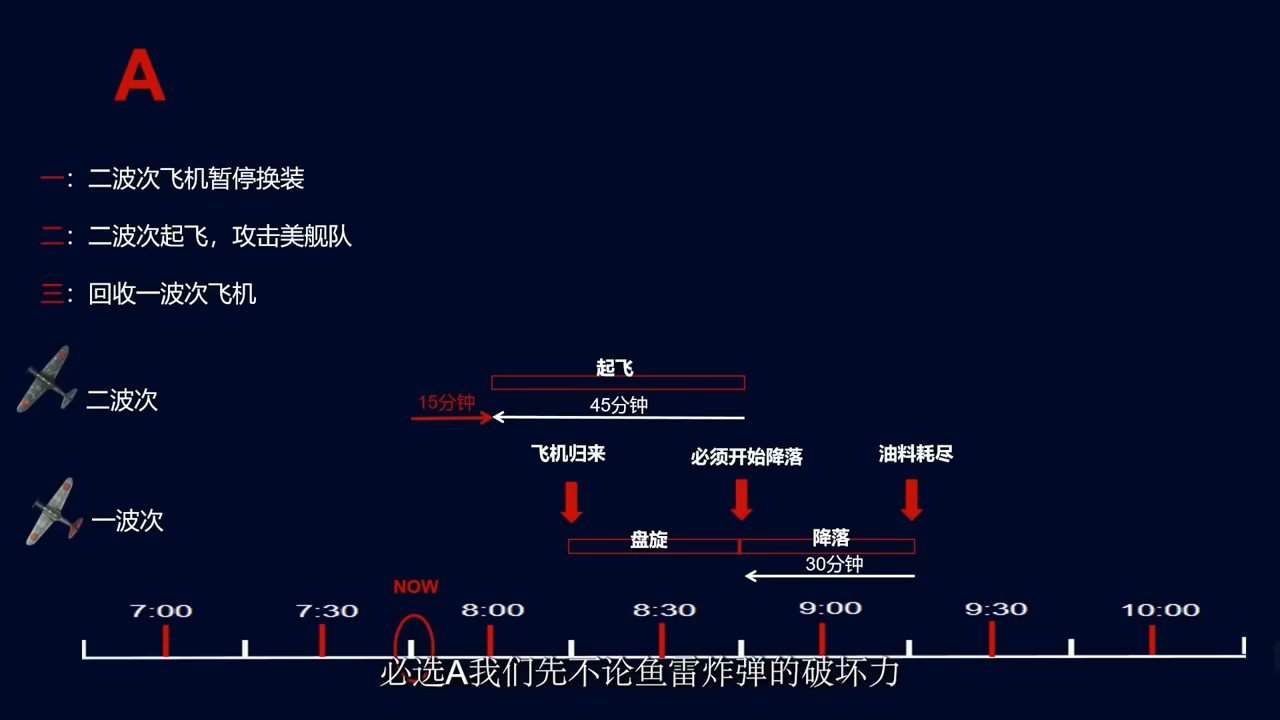 A
一：二波次飞机暂停换装
二：二波次起飞，攻击美舰队
三：回收一波次飞机
起飞
二波次
15分钟
45分钟
飞机归来
必须开始降落
油料耗尽
一波次
盘旋
降落
30分钟
NOW
7:00
7:30
8:00
8:30
9:00
9:30
10:00
必选A我们先不论鱼雷炸弹的破坏力